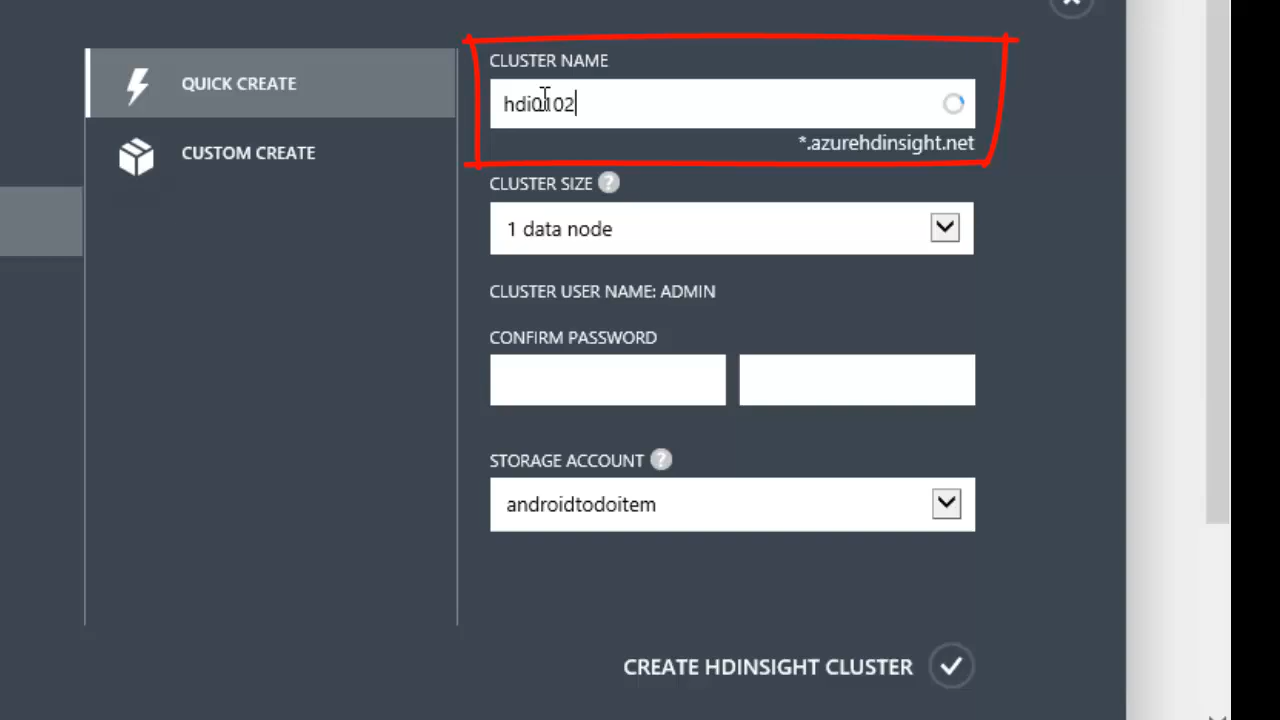 QUICK CREATE
CUSTOM CREATE
CLUSTER NAME
hdi0102
*.azurehdinsight.net
CLUSTER SIZE ?
1 data node
CLUSTER USER NAME: ADMIN
CONFIRM PASSWORD
STORAGE ACCOUNT ?
androidtodoitem
CREATE HDINSIGHT CLUSTER